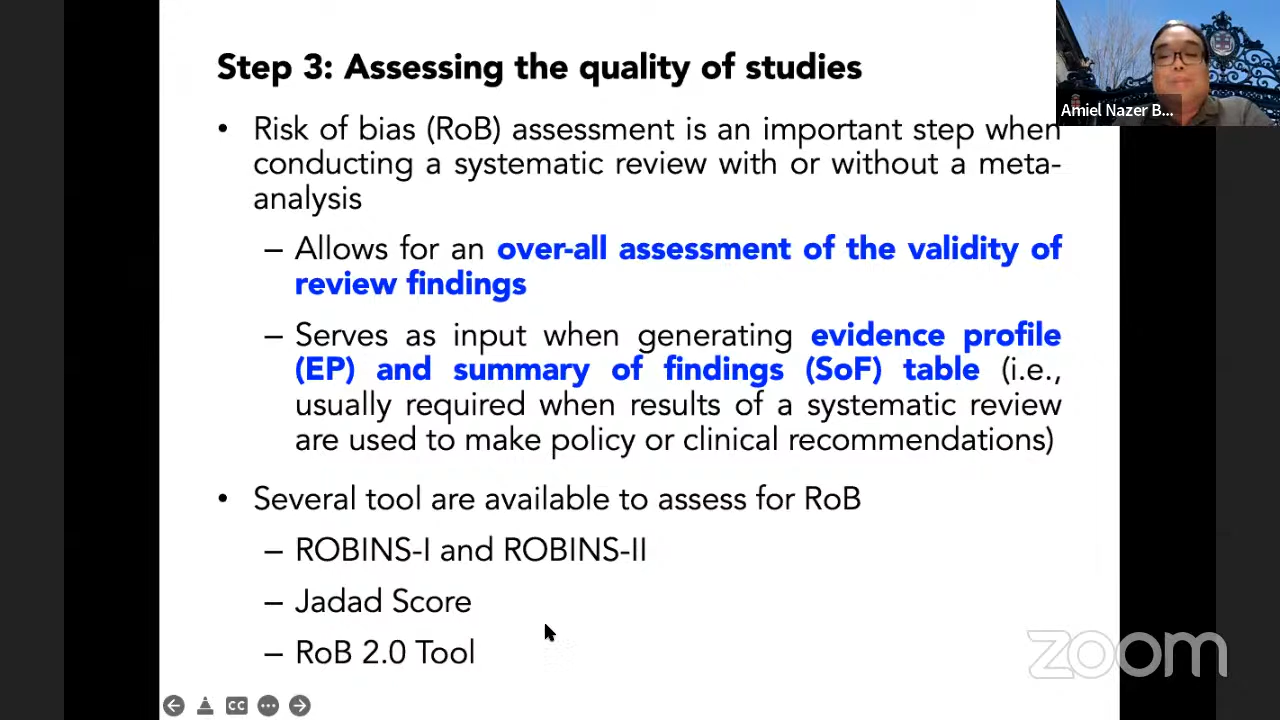 Step 3: Assessing the quality of studies
Amiel Nazer B...
• Risk of bias (RoB) assessment is an important step when
conducting a systematic review with or without a meta-
analysis
– Allows for an over-all assessment of the validity of
review findings
– Serves as input when generating evidence profile
(EP) and summary of findings (SoF) table (i.e.,
usually required when results of a systematic review
are used to make policy or clinical recommendations)
• Several tool are available to assess for RoB
– ROBINS-I and ROBINS-II
– Jadad Score
– RoB 2.0 Tool
zoom
CC